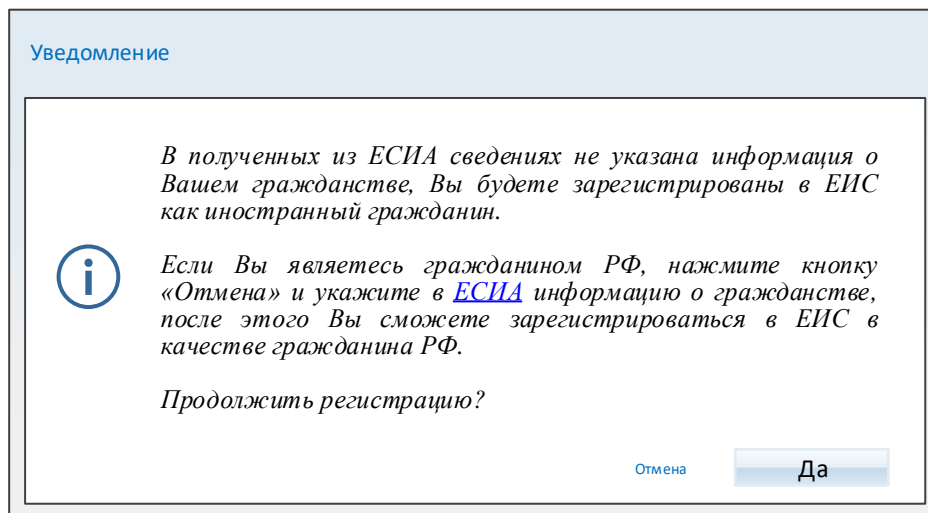 Уведомление
В полученных из ЕСИА сведениях не указана информация о
Вашем гражданстве, Вы будете зарегистрированы в ЕИС
как иностранный гражданин.
Если Вы являетесь гражданином РФ, нажмите кнопку
«Отмена» и укажите в ЕСИА информацию о гражданстве,
после этого Вы сможете зарегистрироваться в ЕИС в
качестве гражданина РФ.
Продолжить регистрацию?
Отмена Да